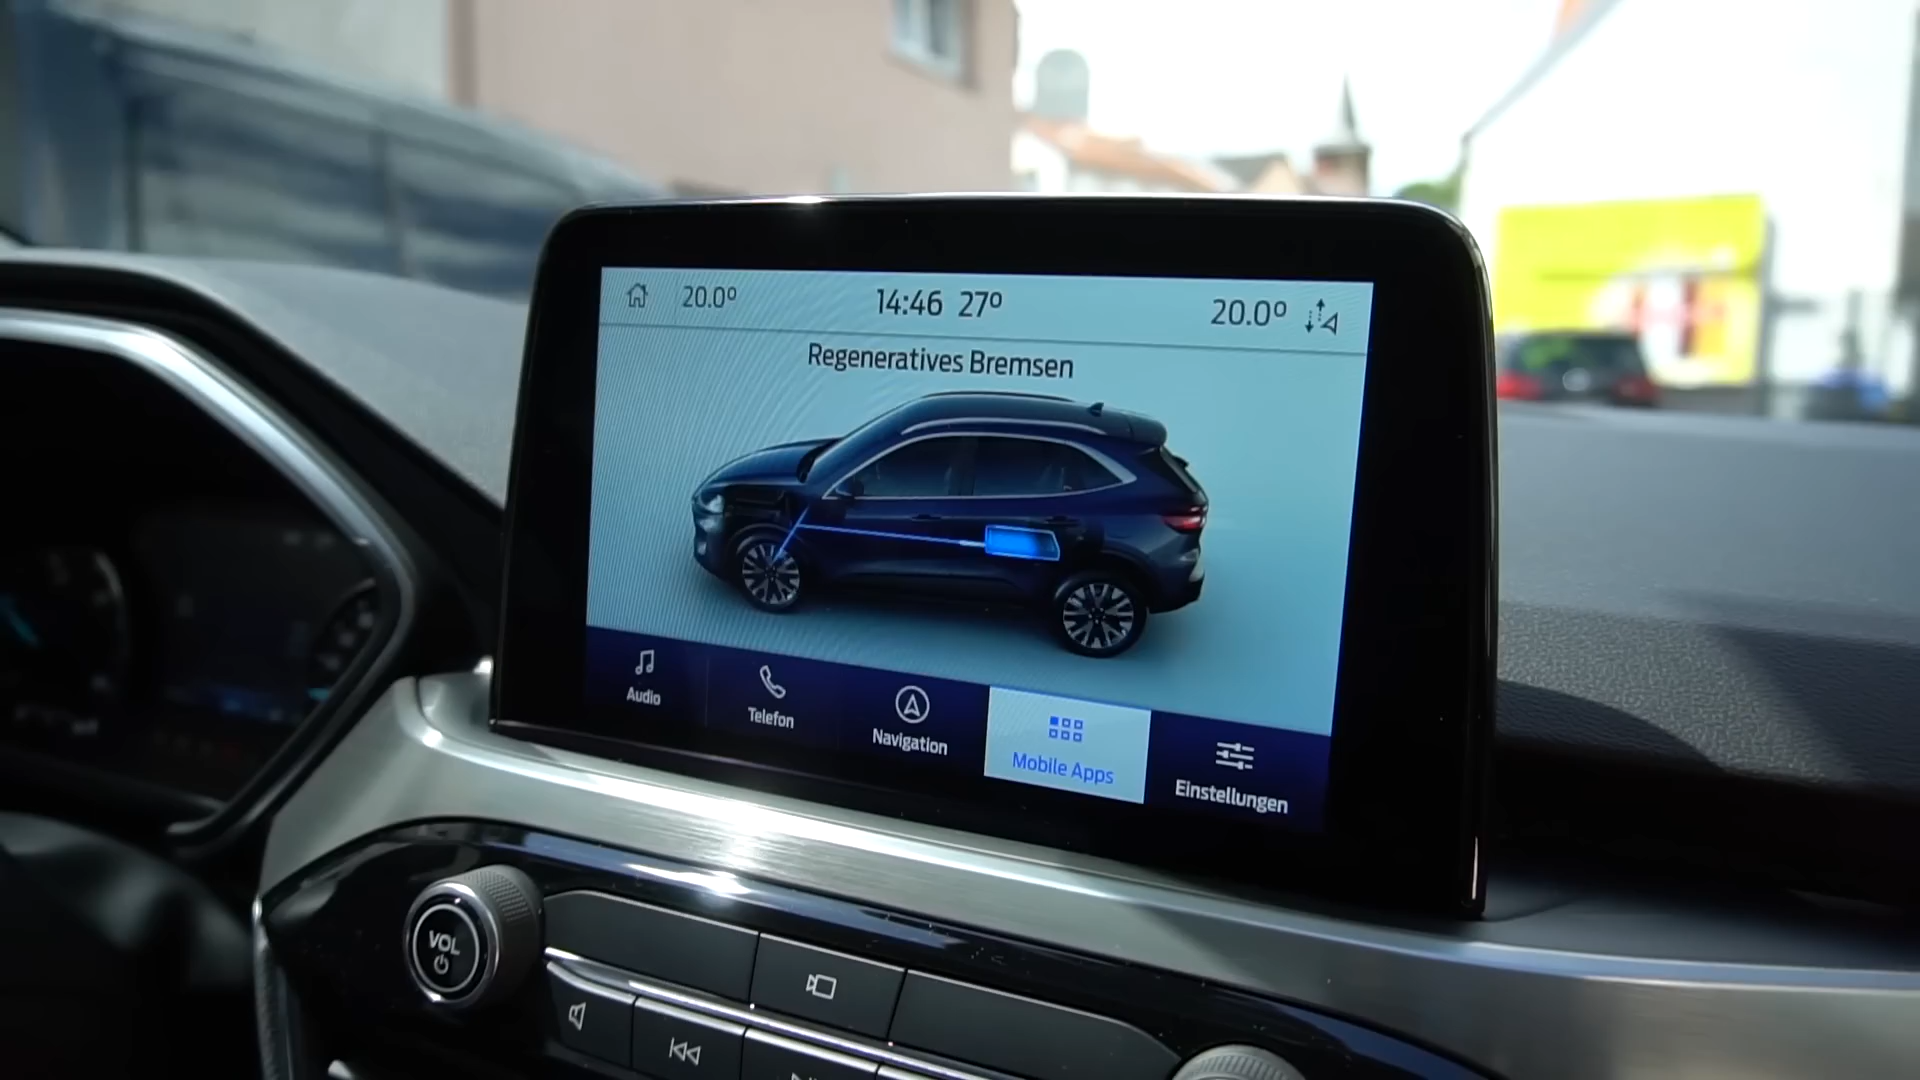 20.0° 14:46 27° 20.0°
Regeneratives Bremsen
Audio
Telefon
Navigation
Mobile Apps
Einstellungen
VOL